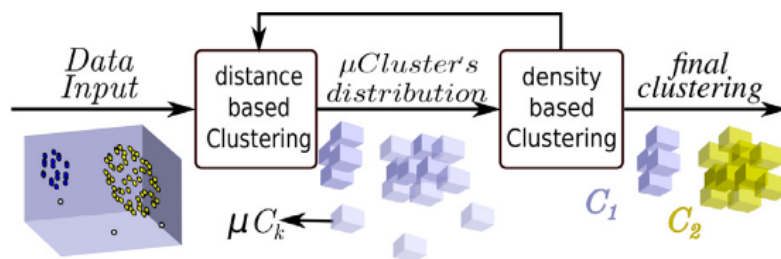 Data
Input
distance
based
Clustering
μCluster's
distribution
density
based
Clustering
final
clustering
μC_k
C_1
C_2